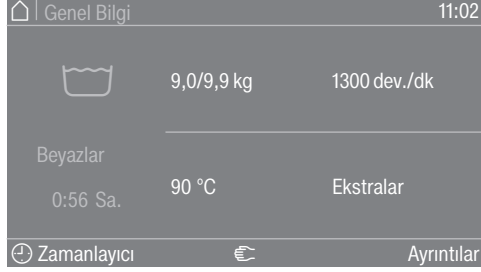 Genel Bilgi 11:02
9,0/9,9 kg 1300 dev./dk
Beyazlar
0:56 Sa.
90 °C Ekstralar
Zamanlayıcı Ayrıntılar